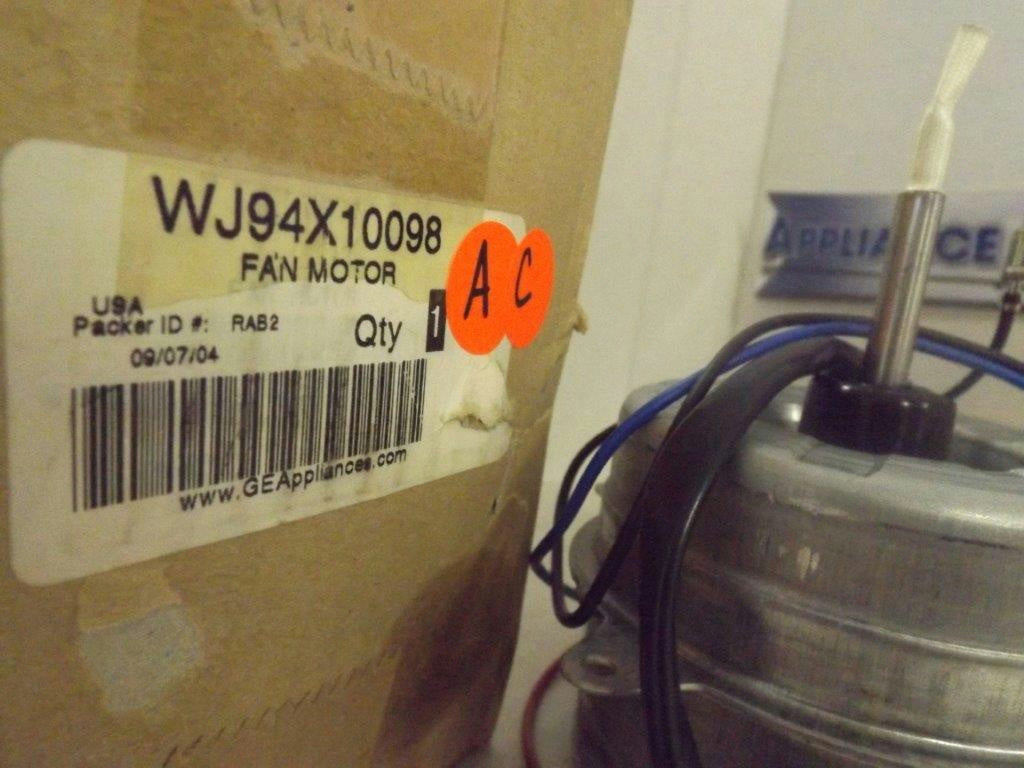 WJ94X10098
FAN MOTOR
USA
Packer ID #: RAB2
Qty 1
09/07/04
www.GEAppliances.com
A C
APPLIANCE